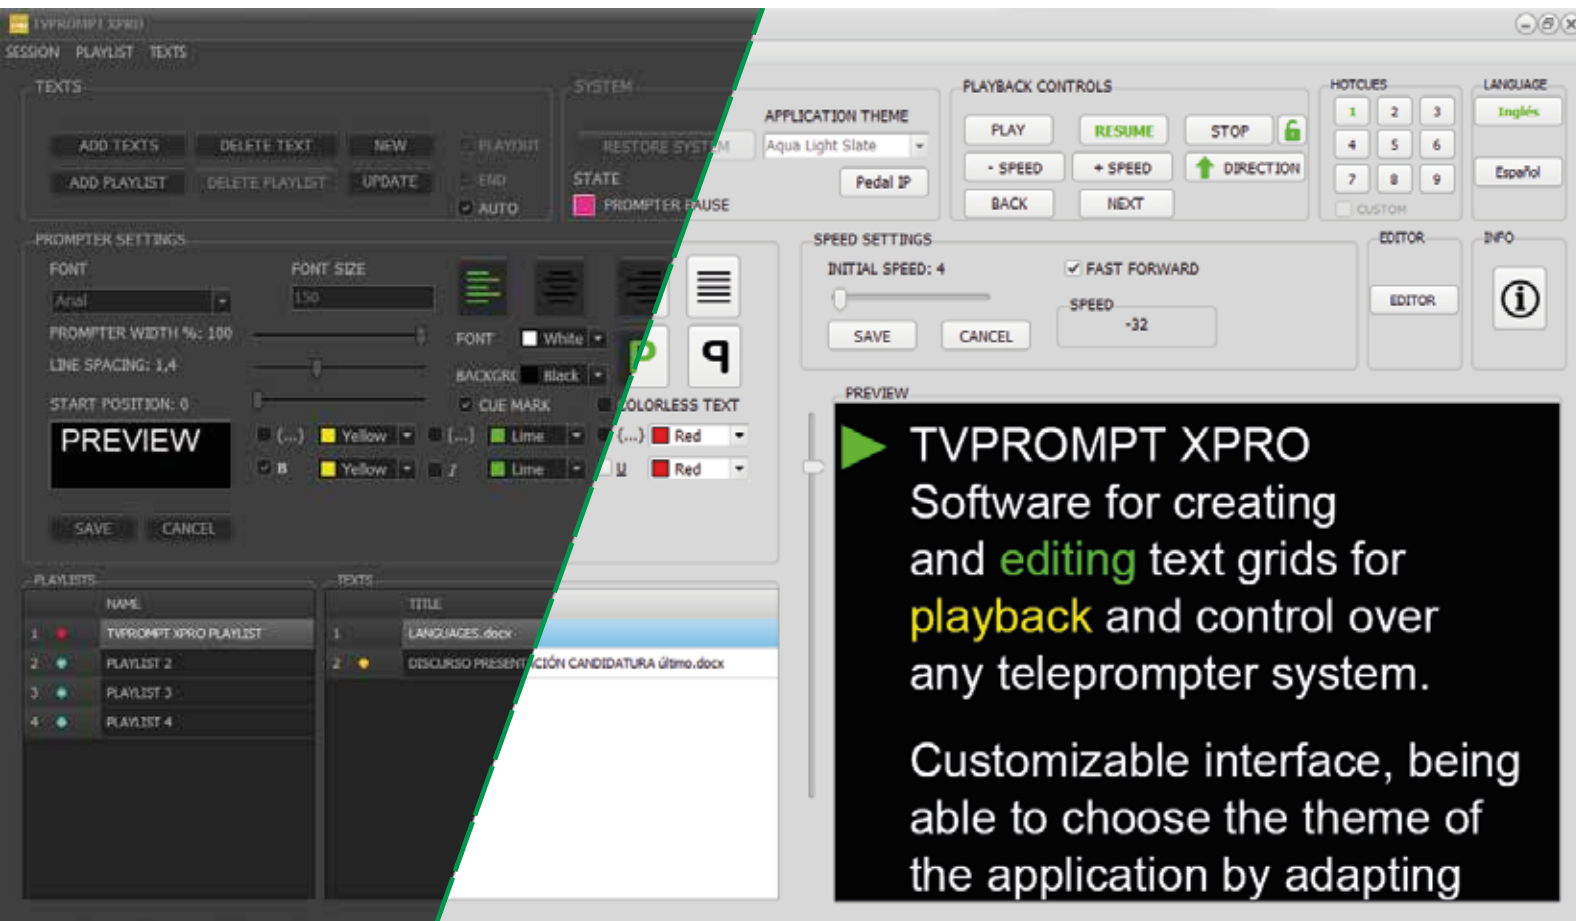 TVPROMPT XPRO
SESSION PLAYLIST TEXTS
TEXTS
ADD TEXTS DELETE TEXT NEW PLAYOUT
ADD PLAYLIST DELETE PLAYLIST UPDATE END
AUTO
SYSTEM
APPLICATION THEME
RESTORE SYSTEM Aqua Light Slate
STATE Pedal IP
PROMPTER PAUSE
PLAYBACK CONTROLS
PLAY RESUME STOP
- SPEED + SPEED DIRECTION
BACK NEXT
HOTCUES
1 2 3
4 5 6
7 8 9
CUSTOM
LANGUAGE
Inglés
Español
PROMPTER SETTINGS
FONT FONT SIZE
Arial 150
PROMPTER WIDTH %: 100 FONT White
LINE SPACING: 1,4 BACKGR Black
START POSITION: 0 CUE MARK COLORLESS TEXT
P P
PREVIEW
(...) Yellow [...] Lime {...} Red
B Yellow I Lime U Red
SAVE CANCEL
SPEED SETTINGS
INITIAL SPEED: 4 FAST FORWARD
SPEED
-32
SAVE CANCEL
EDITOR
EDITOR
INFO
PLAYLISTS
NAME
1 TVPROMPT XPRO PLAYLIST
2 PLAYLIST 2
3 PLAYLIST 3
4 PLAYLIST 4
TEXTS
TITLE
1 LANGUAGES.docx
2 DISCURSO PRESENTACIÓN CANDIDATURA último.docx
PREVIEW
TVPROMPT XPRO
Software for creating
and editing text grids for
playback and control over
any teleprompter system.
Customizable interface, being
able to choose the theme of
the application by adapting